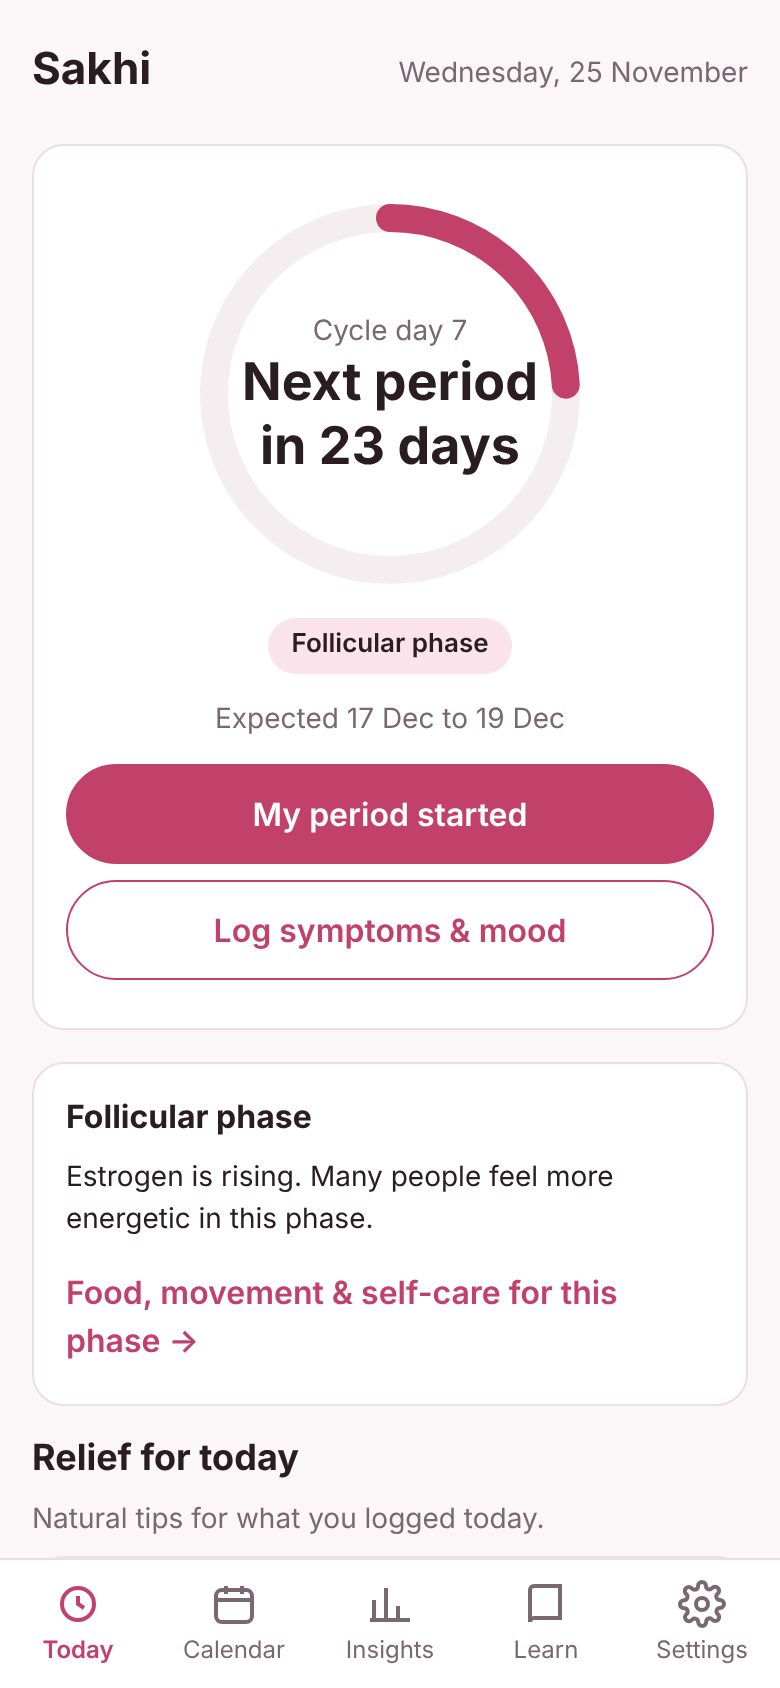 Sakhi
Wednesday, 25 November
Cycle day 7
Next period
in 23 days
Follicular phase
Expected 17 Dec to 19 Dec
My period started
Log symptoms & mood
Follicular phase
Estrogen is rising. Many people feel more
energetic in this phase.
Food, movement & self-care for this
phase →
Relief for today
Natural tips for what you logged today.
Today
Calendar
Insights
Learn
Settings